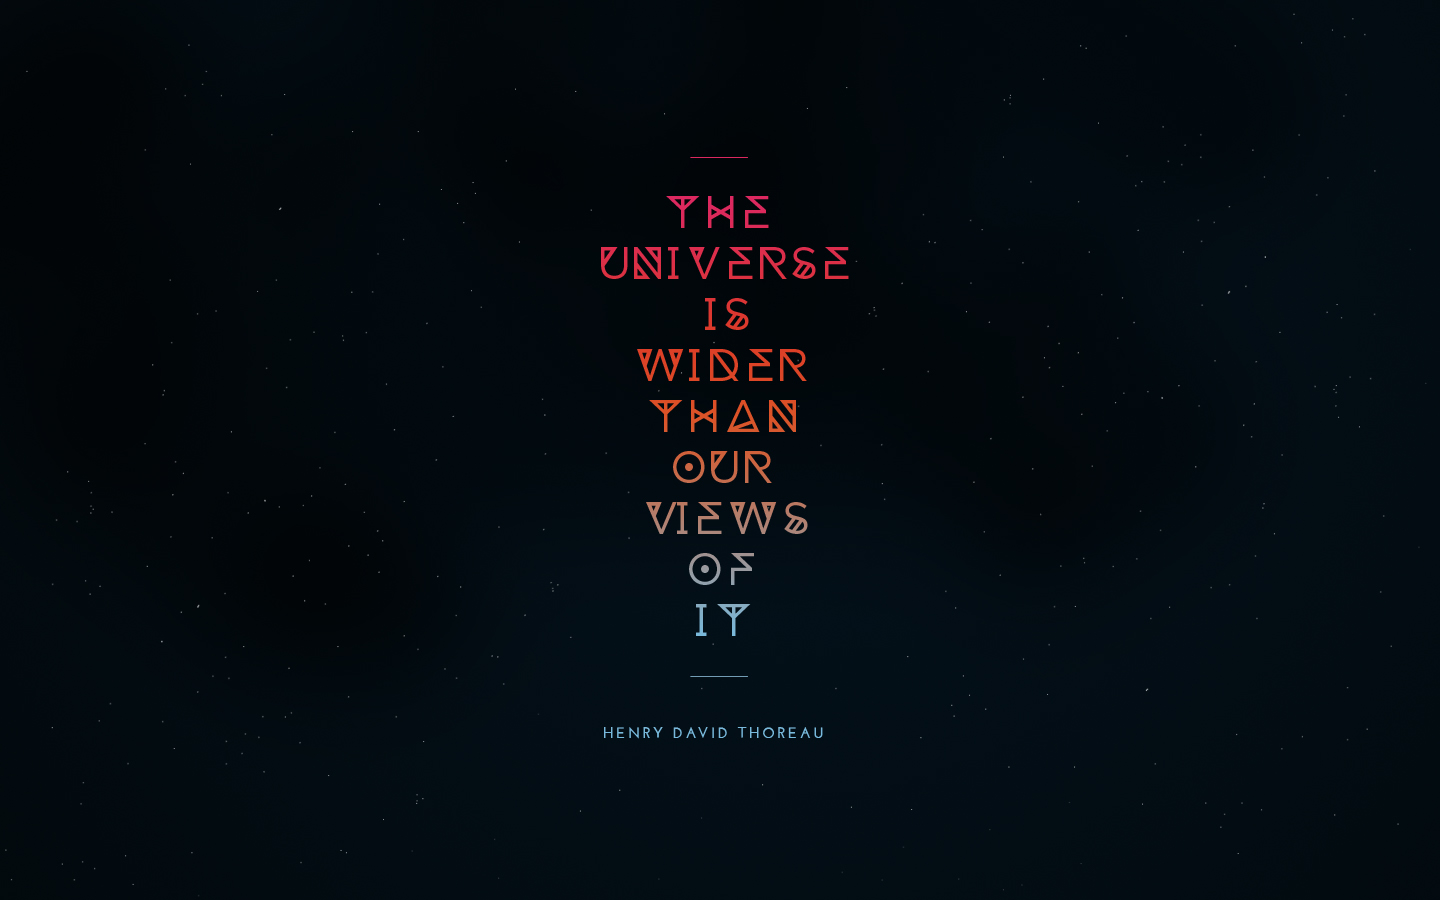 THE
UNIVERSE
IS
WIDER
THAN
OUR
VIEWS
OF
IT
HENRY DAVID THOREAU